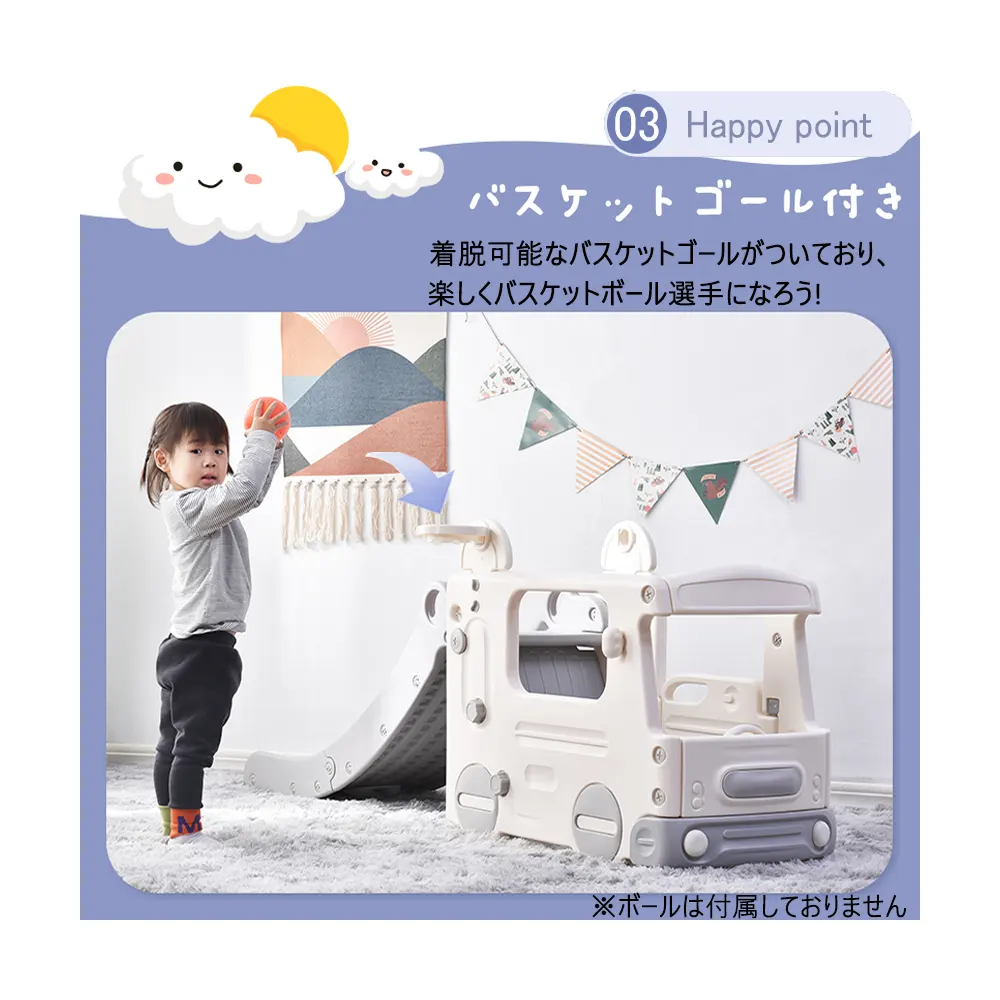 03 Happy point
バスケットゴール付き
着脱可能なバスケットゴールがついており、
楽しくバスケットボール選手になろう!
M
※ボールは付属しておりません